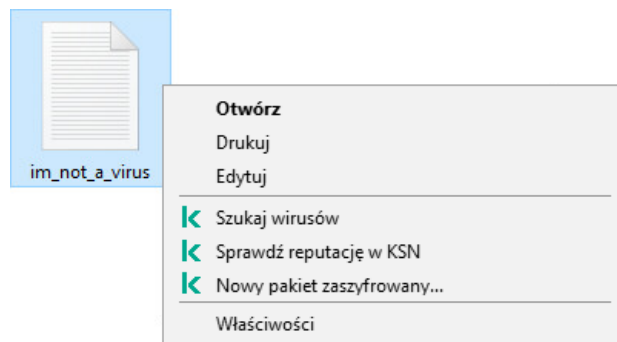 im_not_a_virus
Otwórz
Drukuj
Edytuj
Szukaj wirusów
Sprawdź reputację w KSN
Nowy pakiet zaszyfrowany...
Właściwości